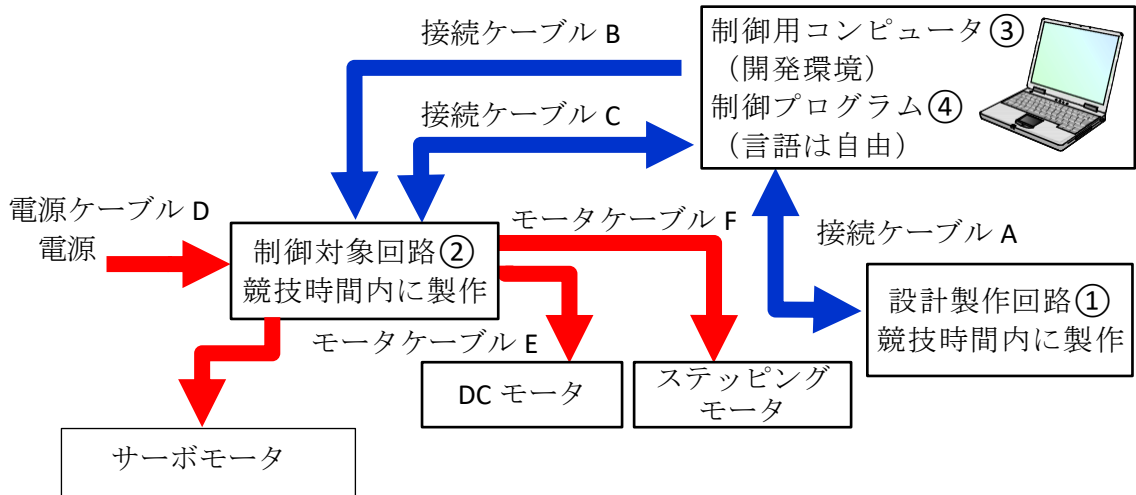 接続ケーブル B
制御用コンピュータ③
（開発環境）
制御プログラム④
（言語は自由）
接続ケーブル C
電源ケーブル D
電源
モータケーブル F
接続ケーブル A
制御対象回路②
競技時間内に製作
設計製作回路①
競技時間内に製作
モータケーブル E
DC モータ
ステッピング
モータ
サーボモータ